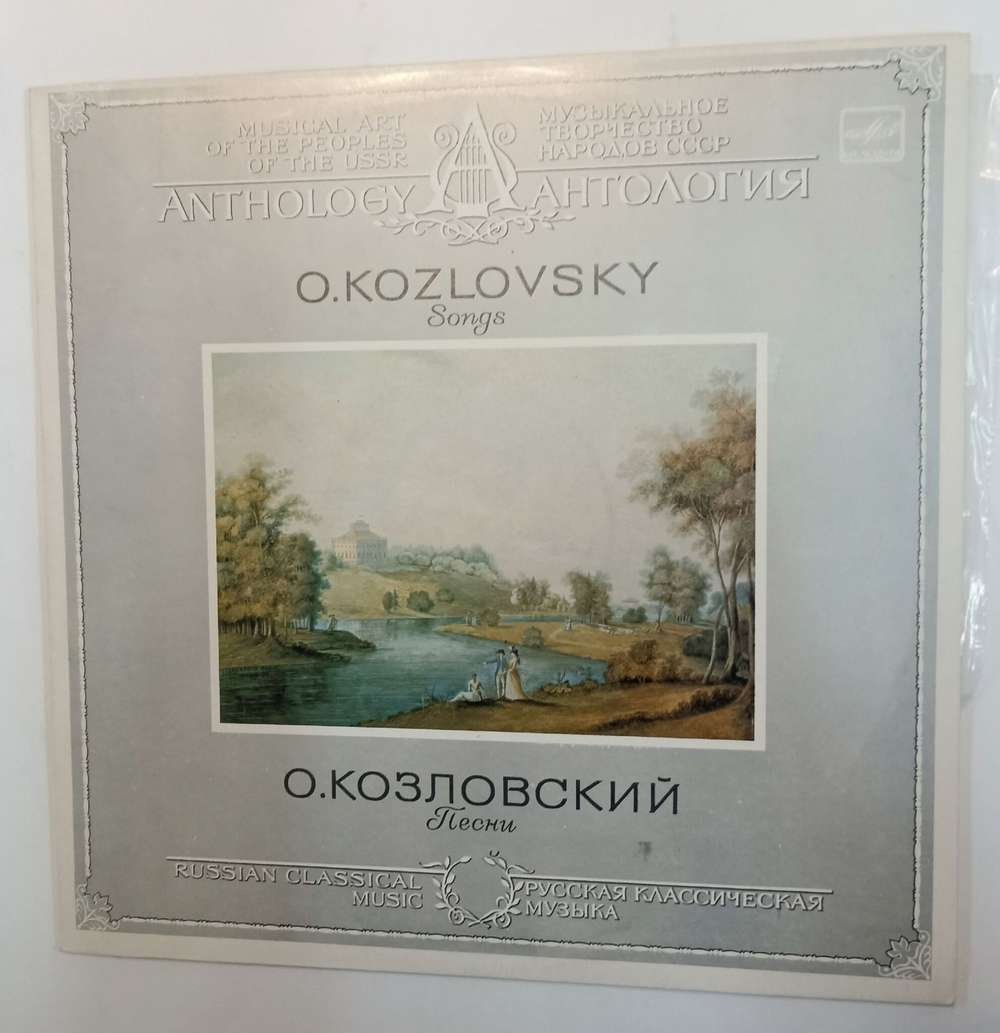 MUSICAL ART
OF THE PEOPLES
OF THE USSR
ANTHOLOGY
МУЗЫКАЛЬНОЕ
ТВОРЧЕСТВО
НАРОДОВ СССР
АНТОЛОГИЯ
O.KOZLOVSKY
Songs
О.КОЗЛОВСКИЙ
Песни
RUSSIAN CLASSICAL
MUSIC
РУССКАЯ КЛАССИЧЕСКАЯ
МУЗЫКА